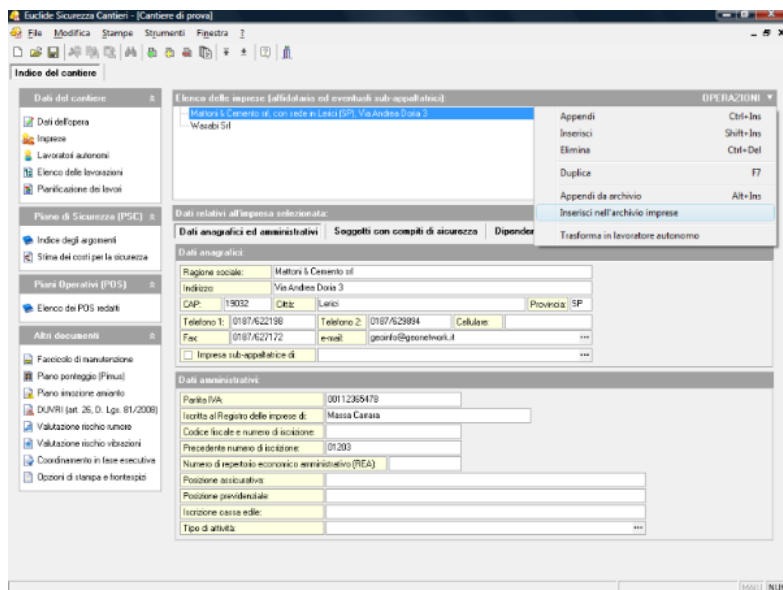 Euclide Sicurezza Cantieri - [Cantiere di prova]
File Modifica Stampe Strumenti Finestra ?
Indice del cantiere
Dati del cantiere
Dati dell'opera
Imprese
Lavoratori autonomi
Elenco delle lavorazioni
Pianificazione dei lavori
Piano di Sicurezza (PSC)
Indice degli argomenti
Stima dei costi per la sicurezza
Piani Operativi (POS)
Elenco dei POS redatti
Altri documenti
Fascicolo di manutenzione
Piano ponteggio (Pimus)
Piano rimozione amianto
DUVRI (art. 26, D. Lgs. 81/2008)
Valutazione rischio rumore
Valutazione rischio vibrazioni
Coordinamento in fase esecutiva
Opzioni di stampa e frontespizi
Elenco delle imprese (affidatarie ed eventuali sub-appaltatrici):
OPERAZIONI
Mattoni & Cemento srl, con sede in Lerici (SP), Via Andrea Doria 3
Wasabi Srl
Appendi Ctrl+Ins
Inserisci Shift+Ins
Elimina Ctrl+Del
Duplica F7
Appendi da archivio Alt+Ins
Inserisci nell'archivio imprese
Trasforma in lavoratore autonomo
Dati relativi all'impresa selezionata:
Dati anagrafici ed amministrativi Soggetti con compiti di sicurezza Dipender
Dati anagrafici:
Ragione sociale: Mattoni & Cemento srl
Indirizzo: Via Andrea Doria 3
CAP: 19032 Città: Lerici Provincia: SP
Telefono 1: 0187/622198 Telefono 2: 0187/629894 Cellulare:
Fax: 0187/627172 e-mail: geoinfo@geonetwork.it
Impresa sub-appaltatrice di:
Dati amministrativi:
Partita IVA: 00112365478
Iscritta al Registro delle imprese di: Massa Carrara
Codice fiscale e numero di iscrizione:
Precedente numero di iscrizione: 01203
Numero di repertorio economico amministrativo (REA):
Posizione assicurativa:
Posizione previdenziale:
Iscrizione cassa edile:
Tipo di attività:
MAIU NUM